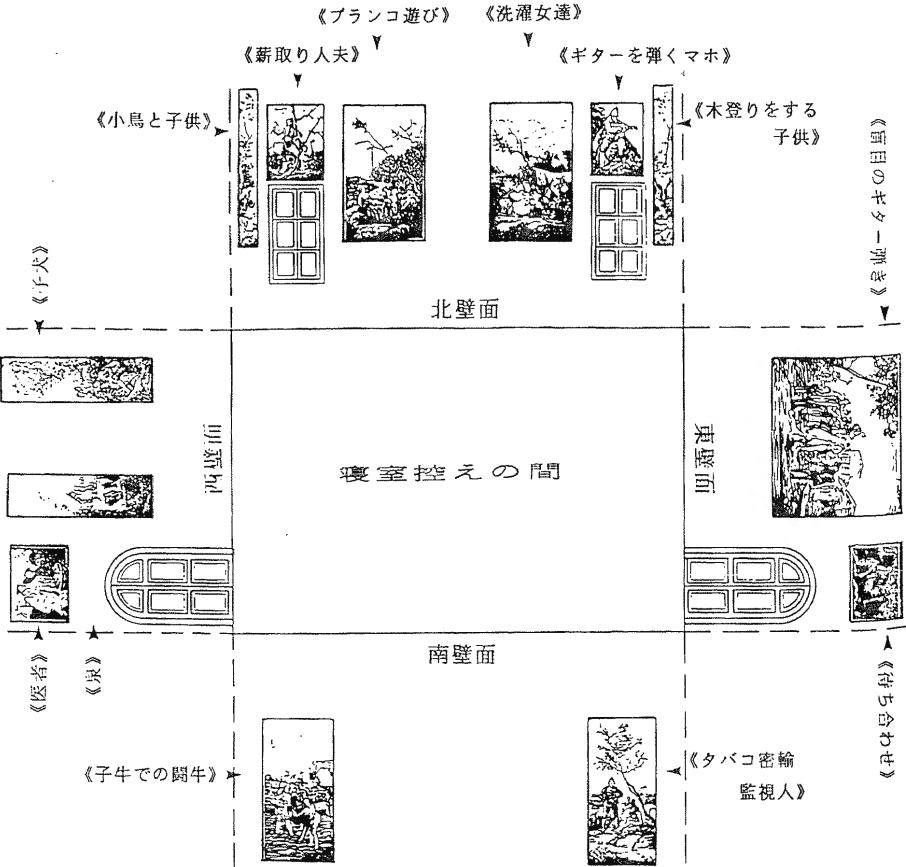 《ブランコ遊び》
《洗濯女達》
《薪取り人夫》
《ギターを弾くマホ》
《小鳥と子供》
《木登りをする
子供》
《盲目のギター弾き》
《子犬》
北壁面
東壁面
寝室控えの間
南壁面
《医者》
《泉》
《待ち合わせ》
《子牛での闘牛》
《タバコ密輸
監視人》